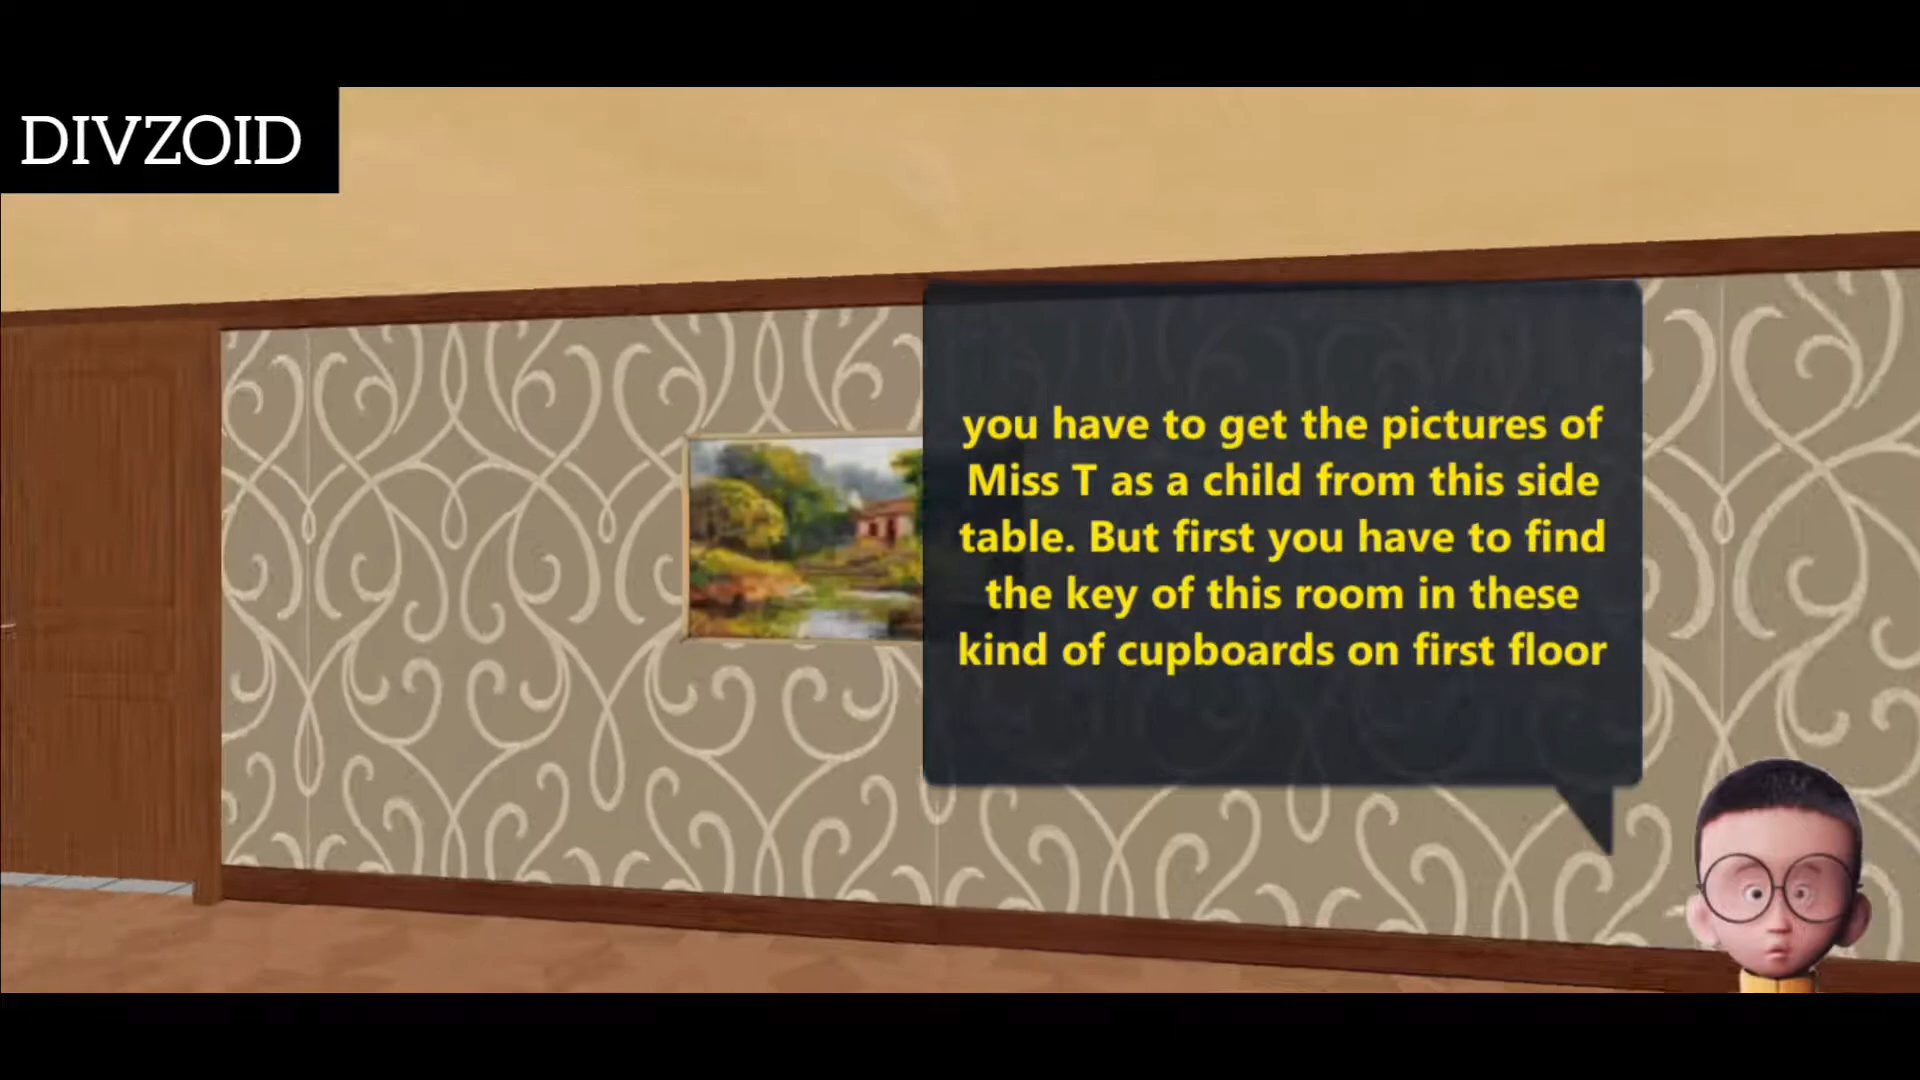 DIVZOID
you have to get the pictures of
Miss T as a child from this side
table. But first you have to find
the key of this room in these
kind of cupboards on first floor